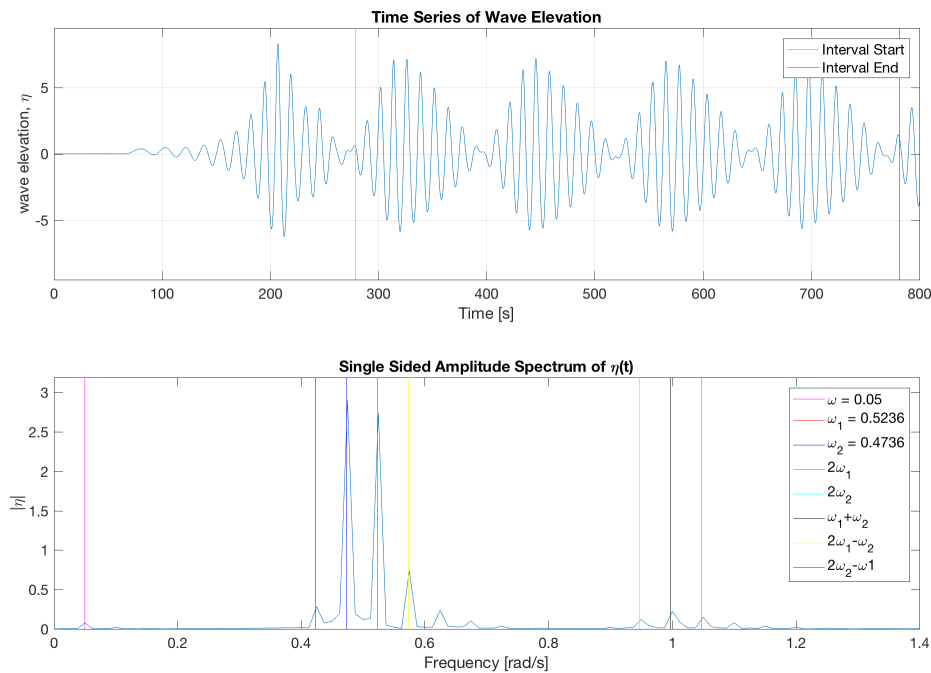 Time Series of Wave Elevation
wave elevation, η
5
0
-5
Interval Start
Interval End
0 100 200 300 400 500 600 700 800
Time [s]
Single Sided Amplitude Spectrum of η(t)
|η|
3
2.5
2
1.5
1
0.5
0
ω = 0.05
ω1 = 0.5236
ω2 = 0.4736
2ω1
2ω2
ω1+ω2
2ω1-ω2
2ω2-ω1
0 0.2 0.4 0.6 0.8 1 1.2 1.4
Frequency [rad/s]